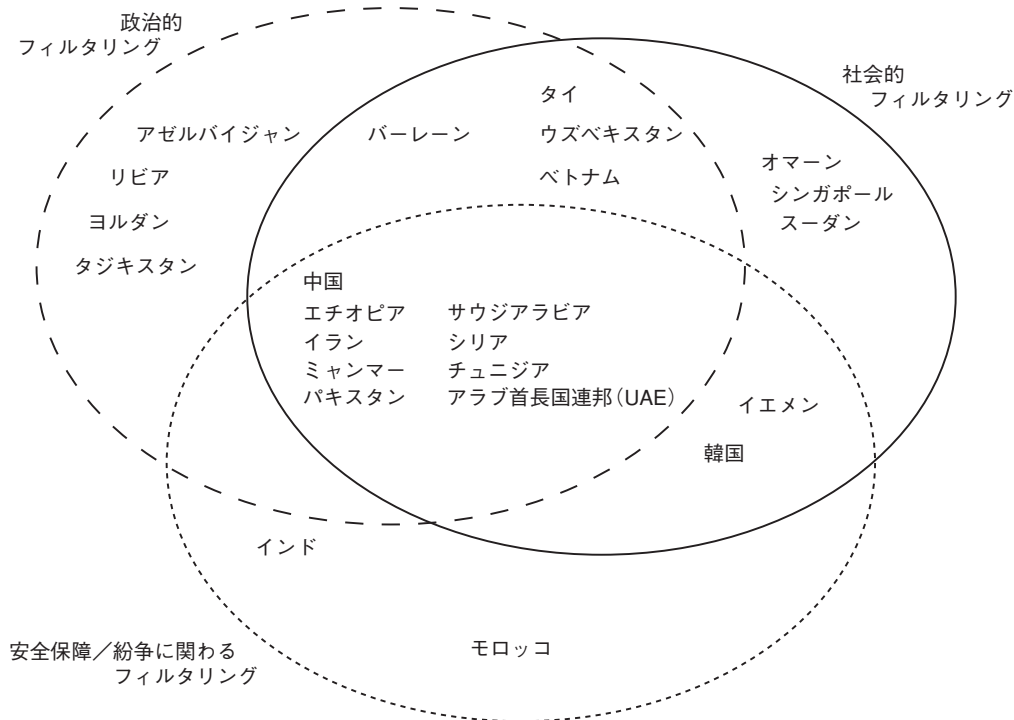 政治的
フィルタリング
社会的
フィルタリング
タイ
アゼルバイジャン
バーレーン
ウズベキスタン
オマーン
リビア
ベトナム
シンガポール
ヨルダン
スーダン
タジキスタン
中国
エチオピア サウジアラビア
イラン シリア
ミャンマー チュニジア
パキスタン アラブ首長国連邦（UAE）
イエメン
韓国
インド
モロッコ
安全保障／紛争に関わる
フィルタリング